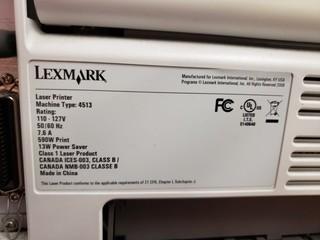 LEXMARK
Manufactured for Lexmark International, Inc., Lexington, KY USA
Programs © Lexmark International, Inc. All Rights Reserved
Laser Printer
Machine Type: 4513
Rating:
110 - 127V
50/60 Hz
7.6 A
590W Print
13W Power Saver
Class 1 Laser Product
CANADA ICES-003, CLASS B /
CANADA NMB-003 CLASSE B
Made in China
FC
c UL us
LISTED
I.T.E.
This Laser Product conforms to the applicable requirements of 21 CFR, Chapter I, Subchapter J.